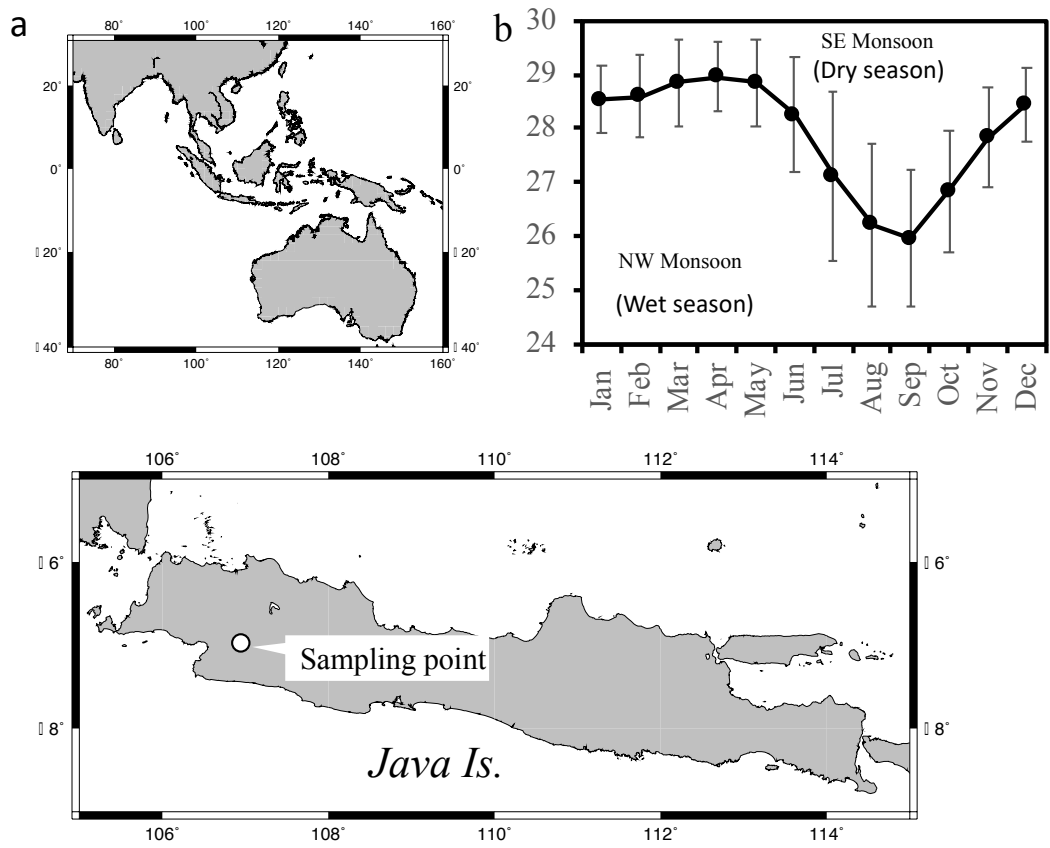 a
80˚ 100˚ 120˚ 140˚ 160˚
20˚ 20˚
0˚ 0˚
20˚ 20˚
40˚ 40˚
80˚ 100˚ 120˚ 140˚ 160˚
b
30
29
28
27
26
25
24
SE Monsoon
(Dry season)
NW Monsoon
(Wet season)
Jan Feb Mar Apr May Jun Jul Aug Sep Oct Nov Dec
106˚ 108˚ 110˚ 112˚ 114˚
6˚ 6˚
Sampling point
8˚ 8˚
Java Is.
106˚ 108˚ 110˚ 112˚ 114˚